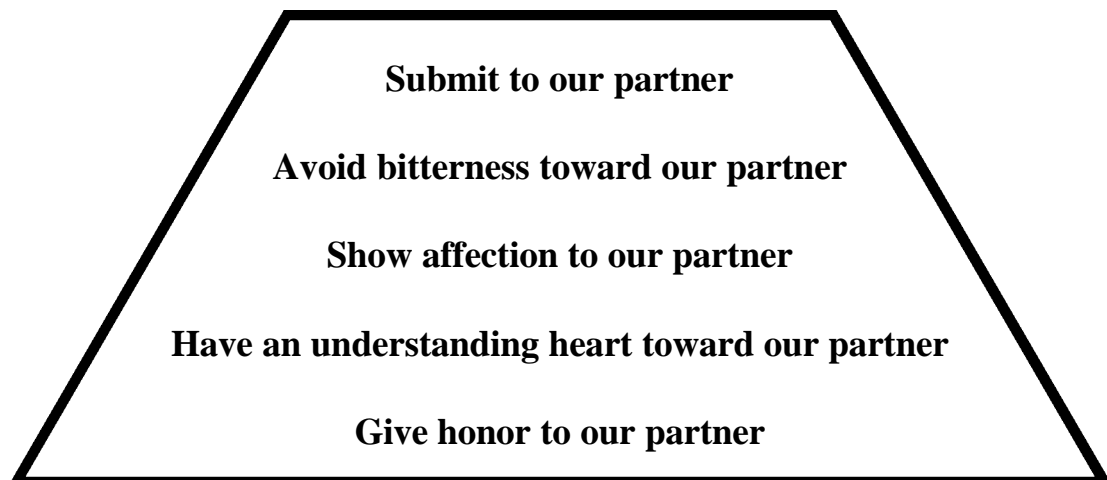 Submit to our partner
Avoid bitterness toward our partner
Show affection to our partner
Have an understanding heart toward our partner
Give honor to our partner